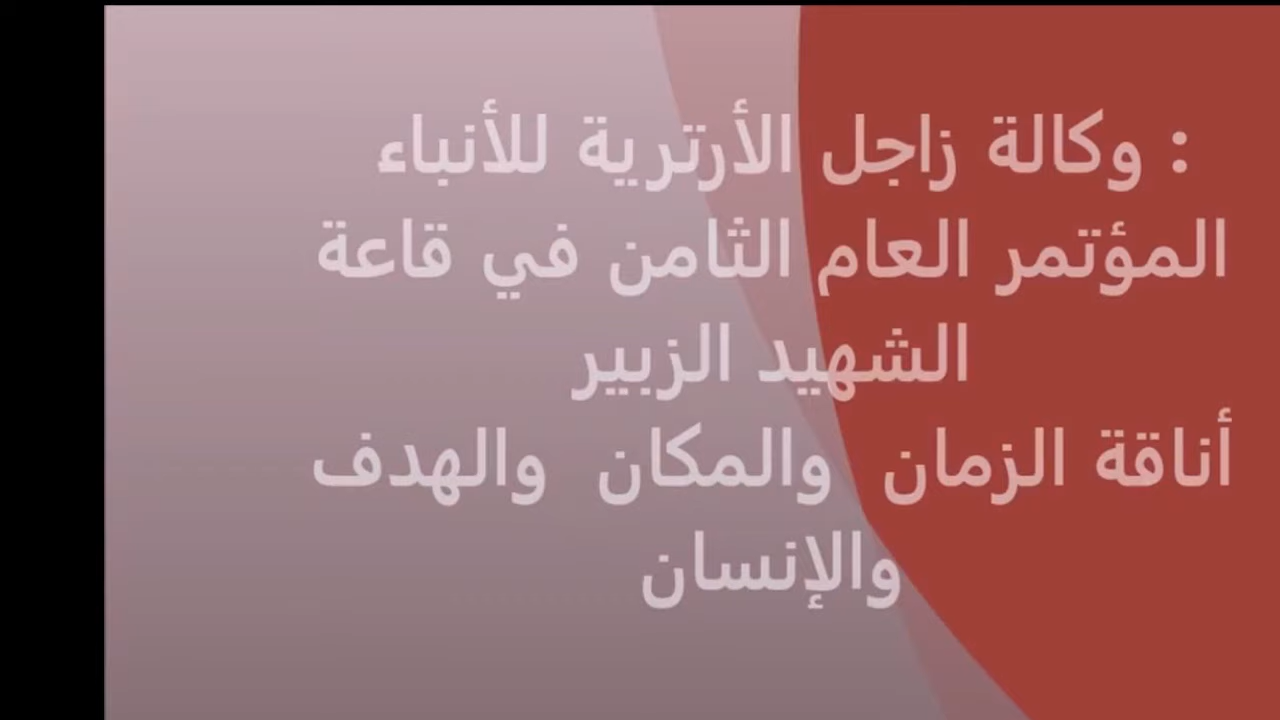 : وكالة زاجل الأرترية للأنباء
المؤتمر العام الثامن في قاعة
الشهيد الزبير
أناقة الزمان والمكان والهدف
والإنسان